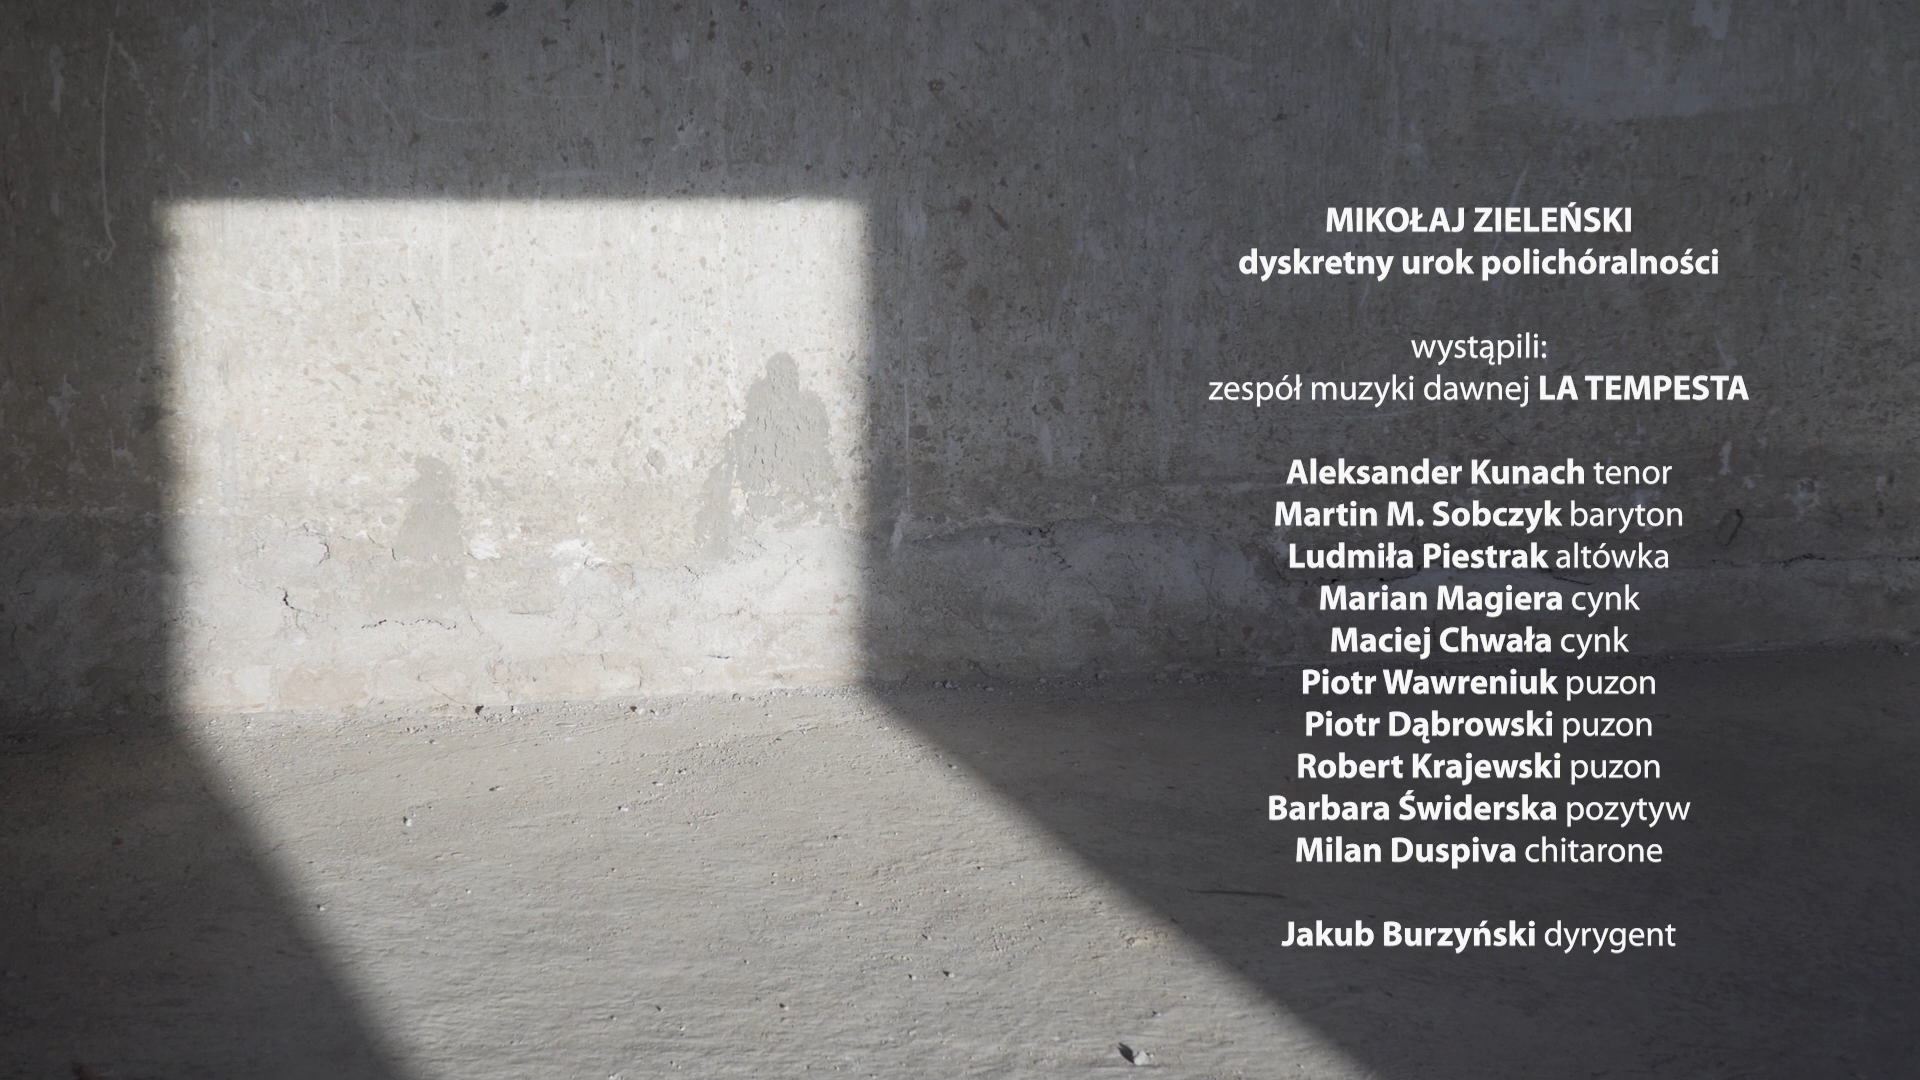 MIKOŁAJ ZIELEŃSKI
dyskretny urok polichóralności
wystąpili:
zespół muzyki dawnej LA TEMPESTA
Aleksander Kunach tenor
Martin M. Sobczyk baryton
Ludmiła Piestrak altówka
Marian Magiera cynk
Maciej Chwała cynk
Piotr Wawreniuk puzon
Piotr Dąbrowski puzon
Robert Krajewski puzon
Barbara Świderska pozytyw
Milan Duspiva chitarone
Jakub Burzyński dyrygent